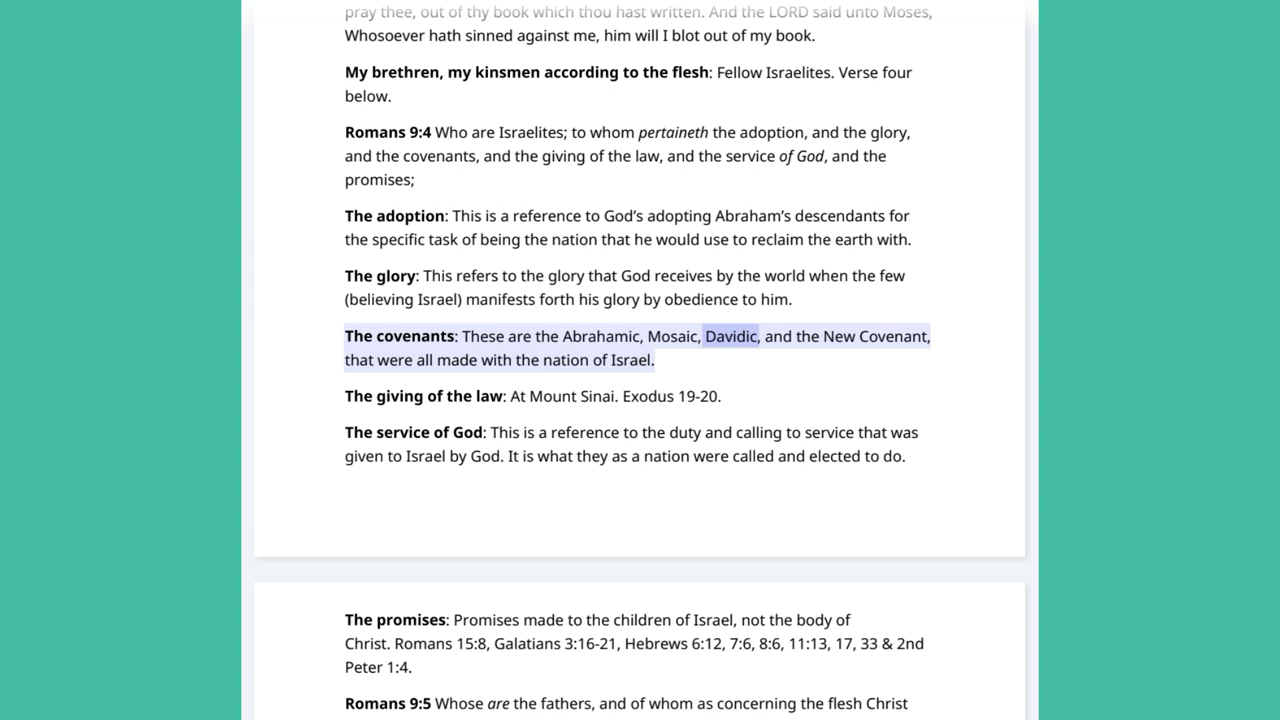 pray thee, out of thy book which thou hast written. And the LORD said unto Moses,
Whosoever hath sinned against me, him will I blot out of my book.
My brethren, my kinsmen according to the flesh: Fellow Israelites. Verse four
below.
Romans 9:4 Who are Israelites; to whom pertaineth the adoption, and the glory,
and the covenants, and the giving of the law, and the service of God, and the
promises;
The adoption: This is a reference to God’s adopting Abraham’s descendants for
the specific task of being the nation that he would use to reclaim the earth with.
The glory: This refers to the glory that God receives by the world when the few
(believing Israel) manifests forth his glory by obedience to him.
The covenants: These are the Abrahamic, Mosaic, Davidic, and the New Covenant,
that were all made with the nation of Israel.
The giving of the law: At Mount Sinai. Exodus 19-20.
The service of God: This is a reference to the duty and calling to service that was
given to Israel by God. It is what they as a nation were called and elected to do.
The promises: Promises made to the children of Israel, not the body of
Christ. Romans 15:8, Galatians 3:16-21, Hebrews 6:12, 7:6, 8:6, 11:13, 17, 33 & 2nd
Peter 1:4.
Romans 9:5 Whose are the fathers, and of whom as concerning the flesh Christ